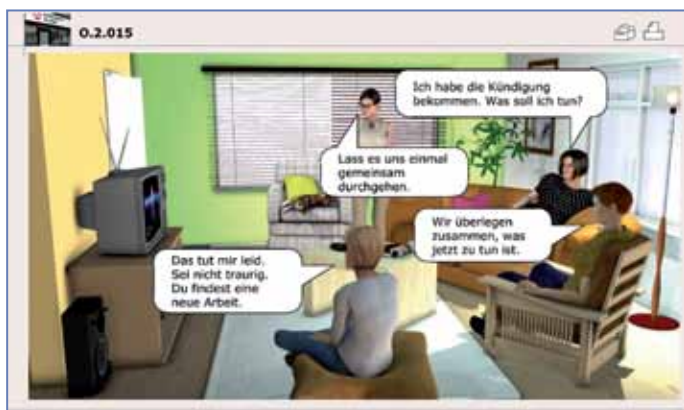 O.2.015
Ich habe die Kündigung
bekommen. Was soll ich tun?
Lass es uns einmal
gemeinsam
durchgehen.
Wir überlegen
zusammen, was
jetzt zu tun ist.
Das tut mir leid.
Sei nicht traurig.
Du findest eine
neue Arbeit.